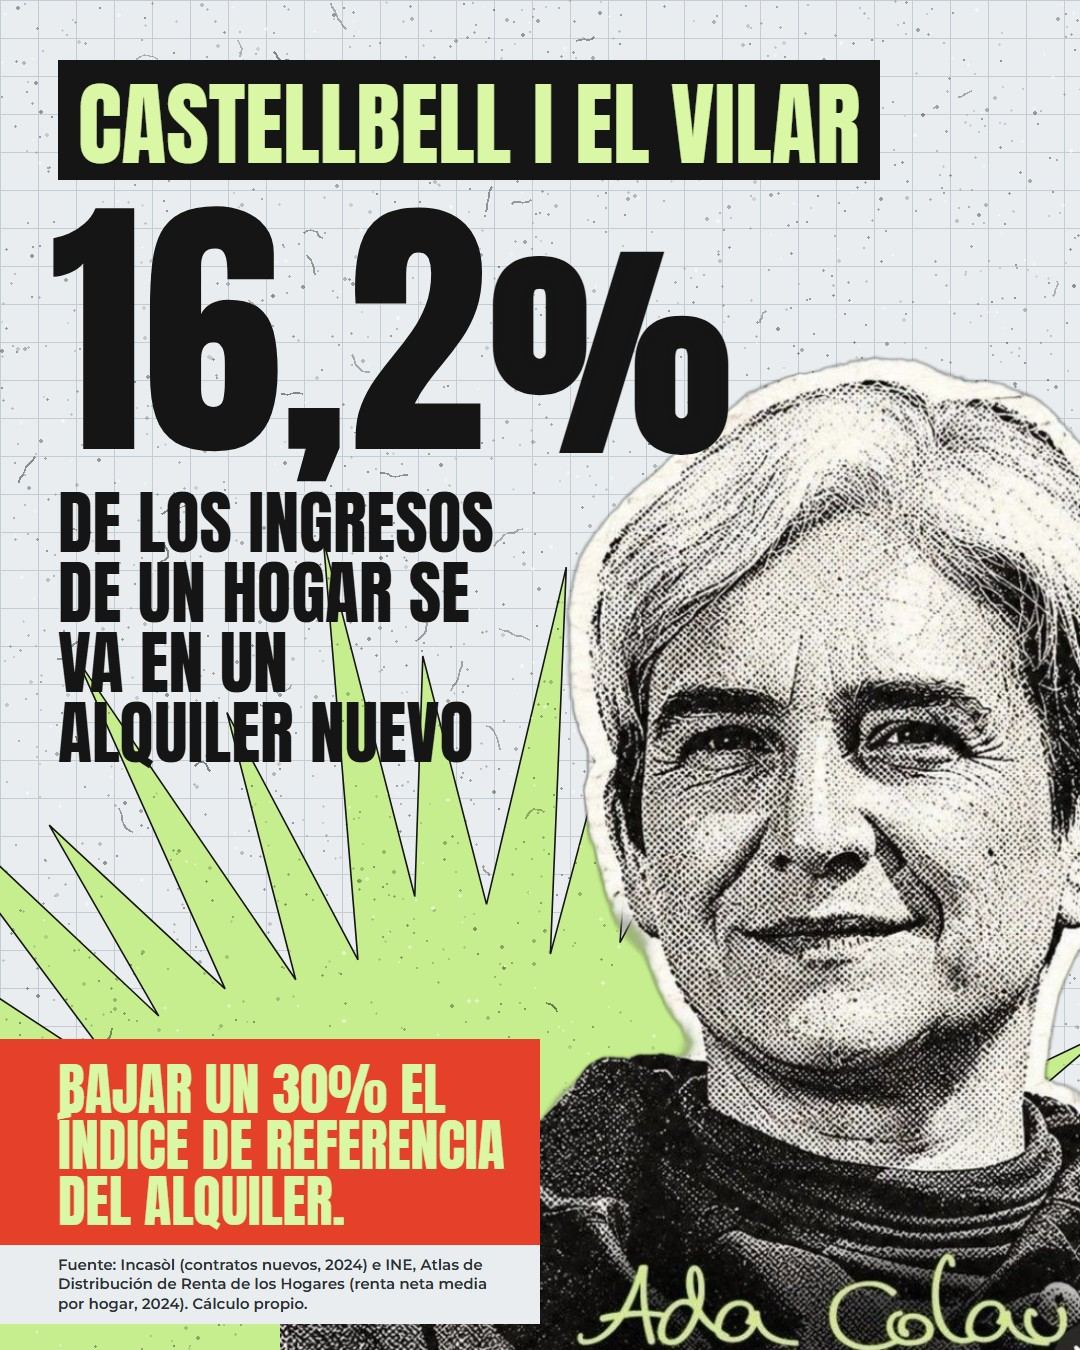 CASTELLBELL I EL VILAR
16,2%
DE LOS INGRESOS
DE UN HOGAR SE
VA EN UN
ALQUILER NUEVO
BAJAR UN 30% EL
ÍNDICE DE REFERENCIA
DEL ALQUILER.
Fuente: Incasòl (contratos nuevos, 2024) e INE, Atlas de
Distribución de Renta de los Hogares (renta neta media
por hogar, 2024). Cálculo propio.
Ada Colau